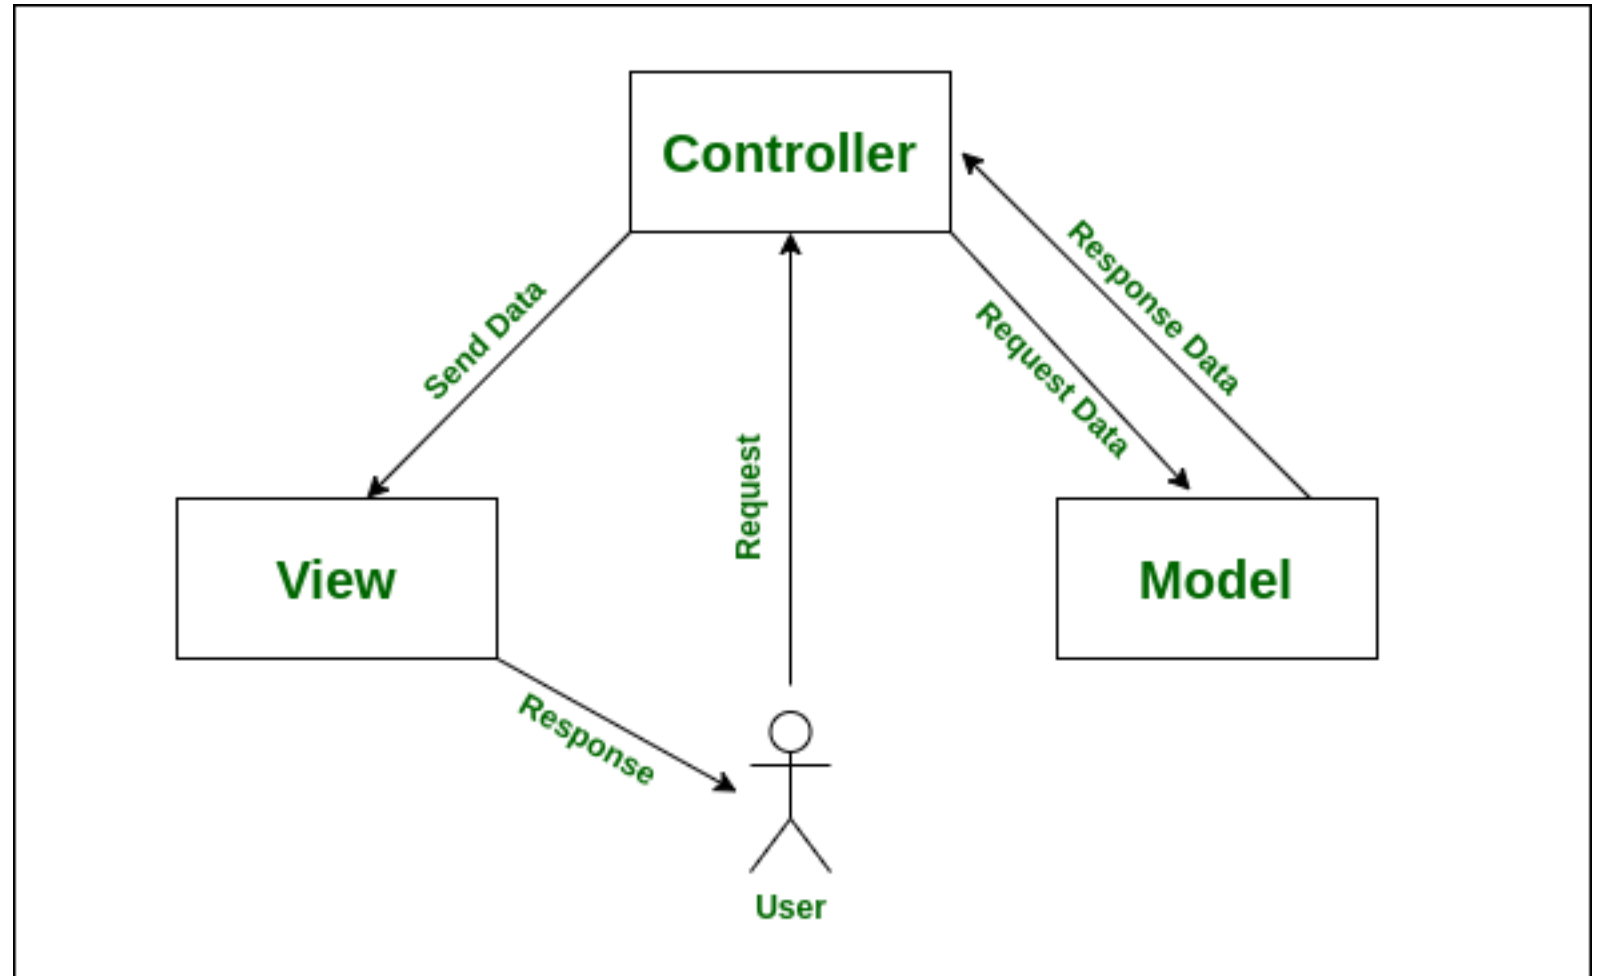 Controller
Send Data
Request
Request Data
Response Data
View
Model
Response
User